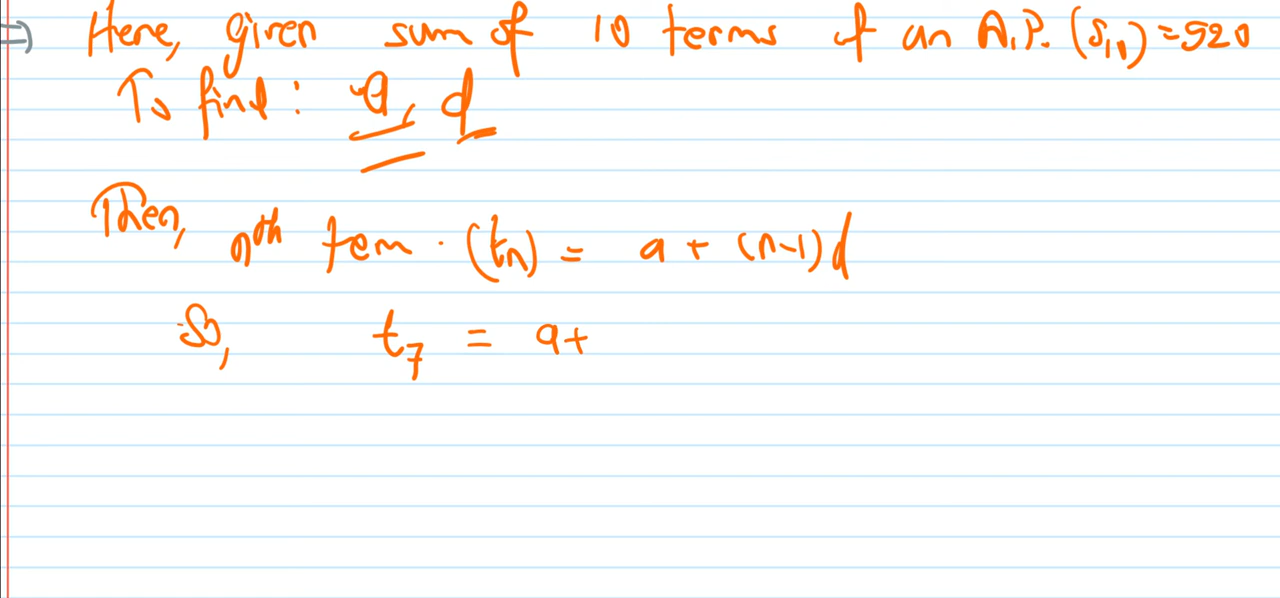 ⇒ Here, given sum of 10 terms of an A.P. (S₁₀) = 520
To find: a, d
Then,
nth term. (tn) = a + (n-1)d
So, t₇ = a+